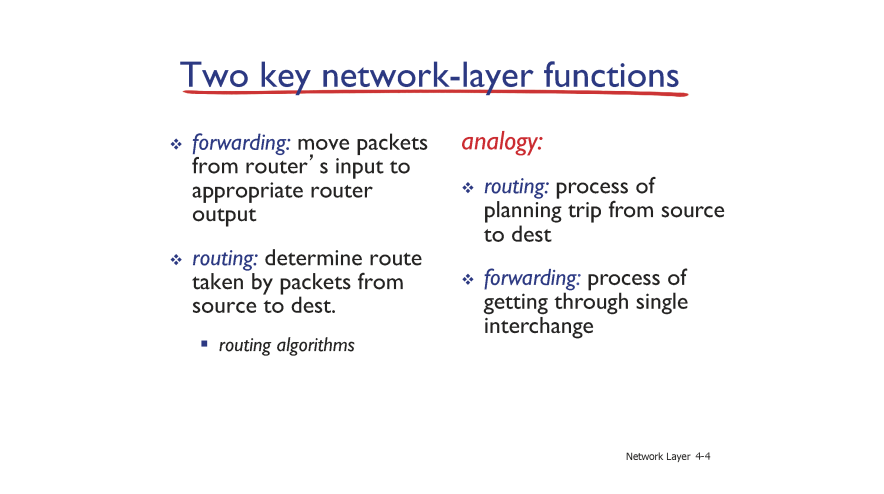 Two key network-layer functions
❖ forwarding: move packets
from router’s input to
appropriate router
output
❖ routing: determine route
taken by packets from
source to dest.
▪ routing algorithms
analogy:
❖ routing: process of
planning trip from source
to dest
❖ forwarding: process of
getting through single
interchange
Network Layer 4-4